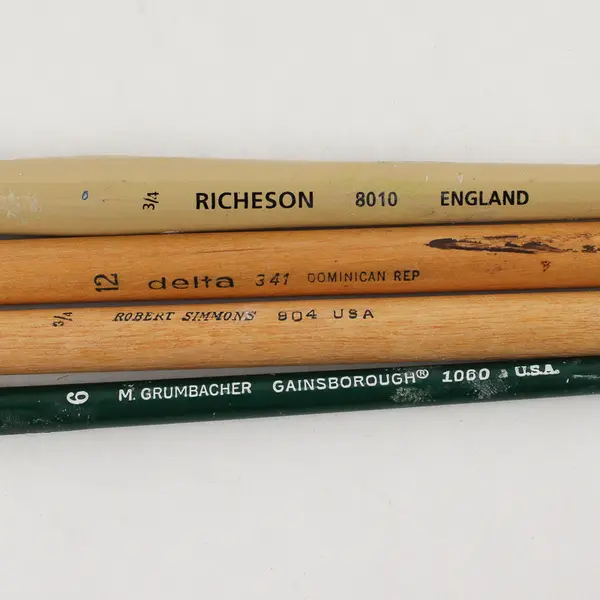 3/4 RICHESON 8010 ENGLAND
12 delta 341 DOMINICAN REP
3/4 ROBERT SIMMONS 804 USA
6 M. GRUMBACHER GAINSBOROUGH® 1060 U.S.A.